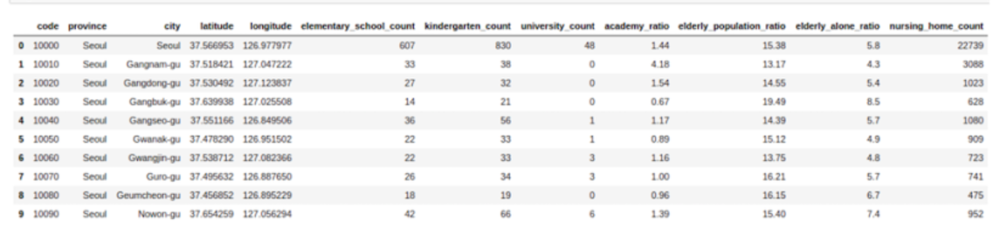 code province city latitude longitude elementary_school_count kindergarten_count university_count academy_ratio elderly_population_ratio elderly_alone_ratio nursing_home_count
0 10000 Seoul Seoul 37.566953 126.977977 607 830 48 1.44 15.38 5.8 22739
1 10010 Seoul Gangnam-gu 37.518421 127.047222 33 38 0 4.18 13.17 4.3 3088
2 10020 Seoul Gangdong-gu 37.530492 127.123837 27 32 0 1.54 14.55 5.4 1023
3 10030 Seoul Gangbuk-gu 37.639938 127.025508 14 21 0 0.67 19.49 8.5 628
4 10040 Seoul Gangseo-gu 37.551166 126.849506 36 56 1 1.17 14.39 5.7 1080
5 10050 Seoul Gwanak-gu 37.478290 126.951502 22 33 1 0.89 15.12 4.9 909
6 10060 Seoul Gwangjin-gu 37.538712 127.082366 22 33 3 1.16 13.75 4.8 723
7 10070 Seoul Guro-gu 37.495632 126.887650 26 34 3 1.00 16.21 5.7 741
8 10080 Seoul Geumcheon-gu 37.456852 126.895229 18 19 0 0.96 16.15 6.7 475
9 10090 Seoul Nowon-gu 37.654259 127.056294 42 66 6 1.39 15.40 7.4 952